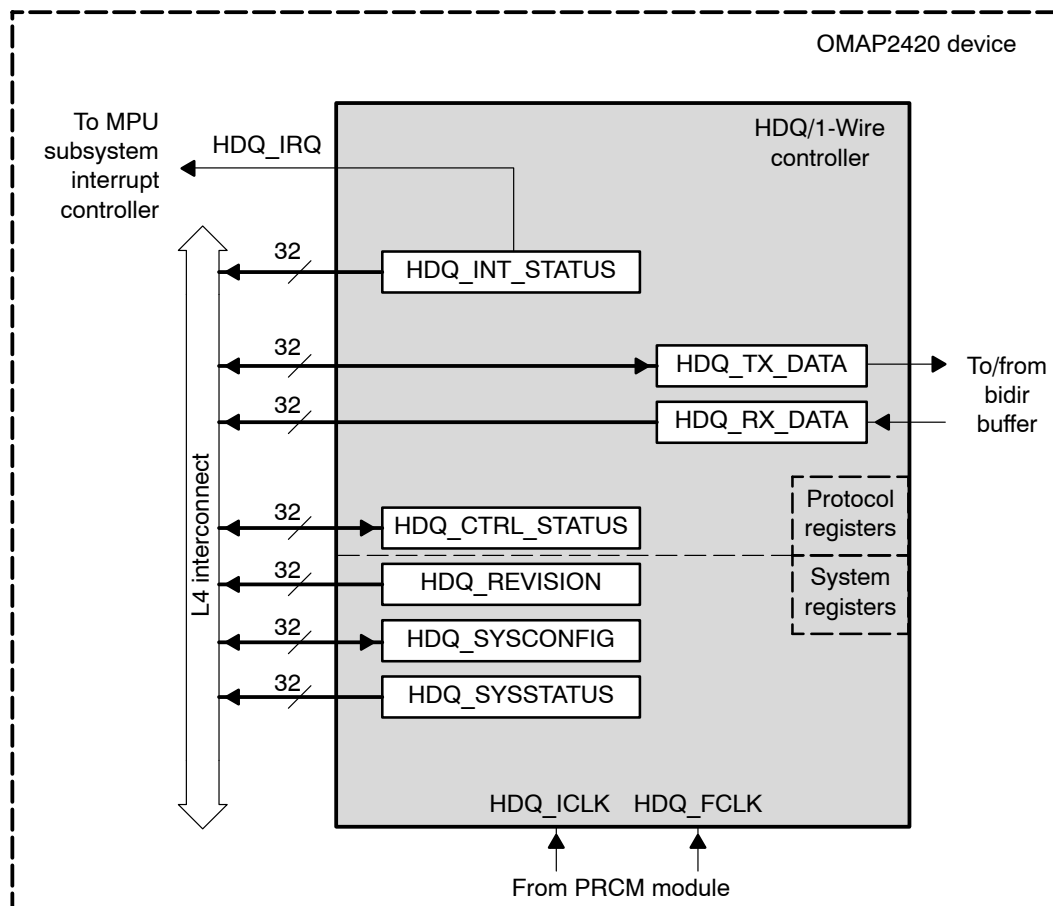 OMAP2420 device
To MPU
subsystem
interrupt
controller
HDQ_IRQ
HDQ/1-Wire
controller
32
HDQ_INT_STATUS
32
HDQ_TX_DATA
To/from
bidir
buffer
32
HDQ_RX_DATA
L4 interconnect
32
HDQ_CTRL_STATUS
Protocol
registers
32
HDQ_REVISION
System
registers
32
HDQ_SYSCONFIG
32
HDQ_SYSSTATUS
HDQ_ICLK
HDQ_FCLK
From PRCM module